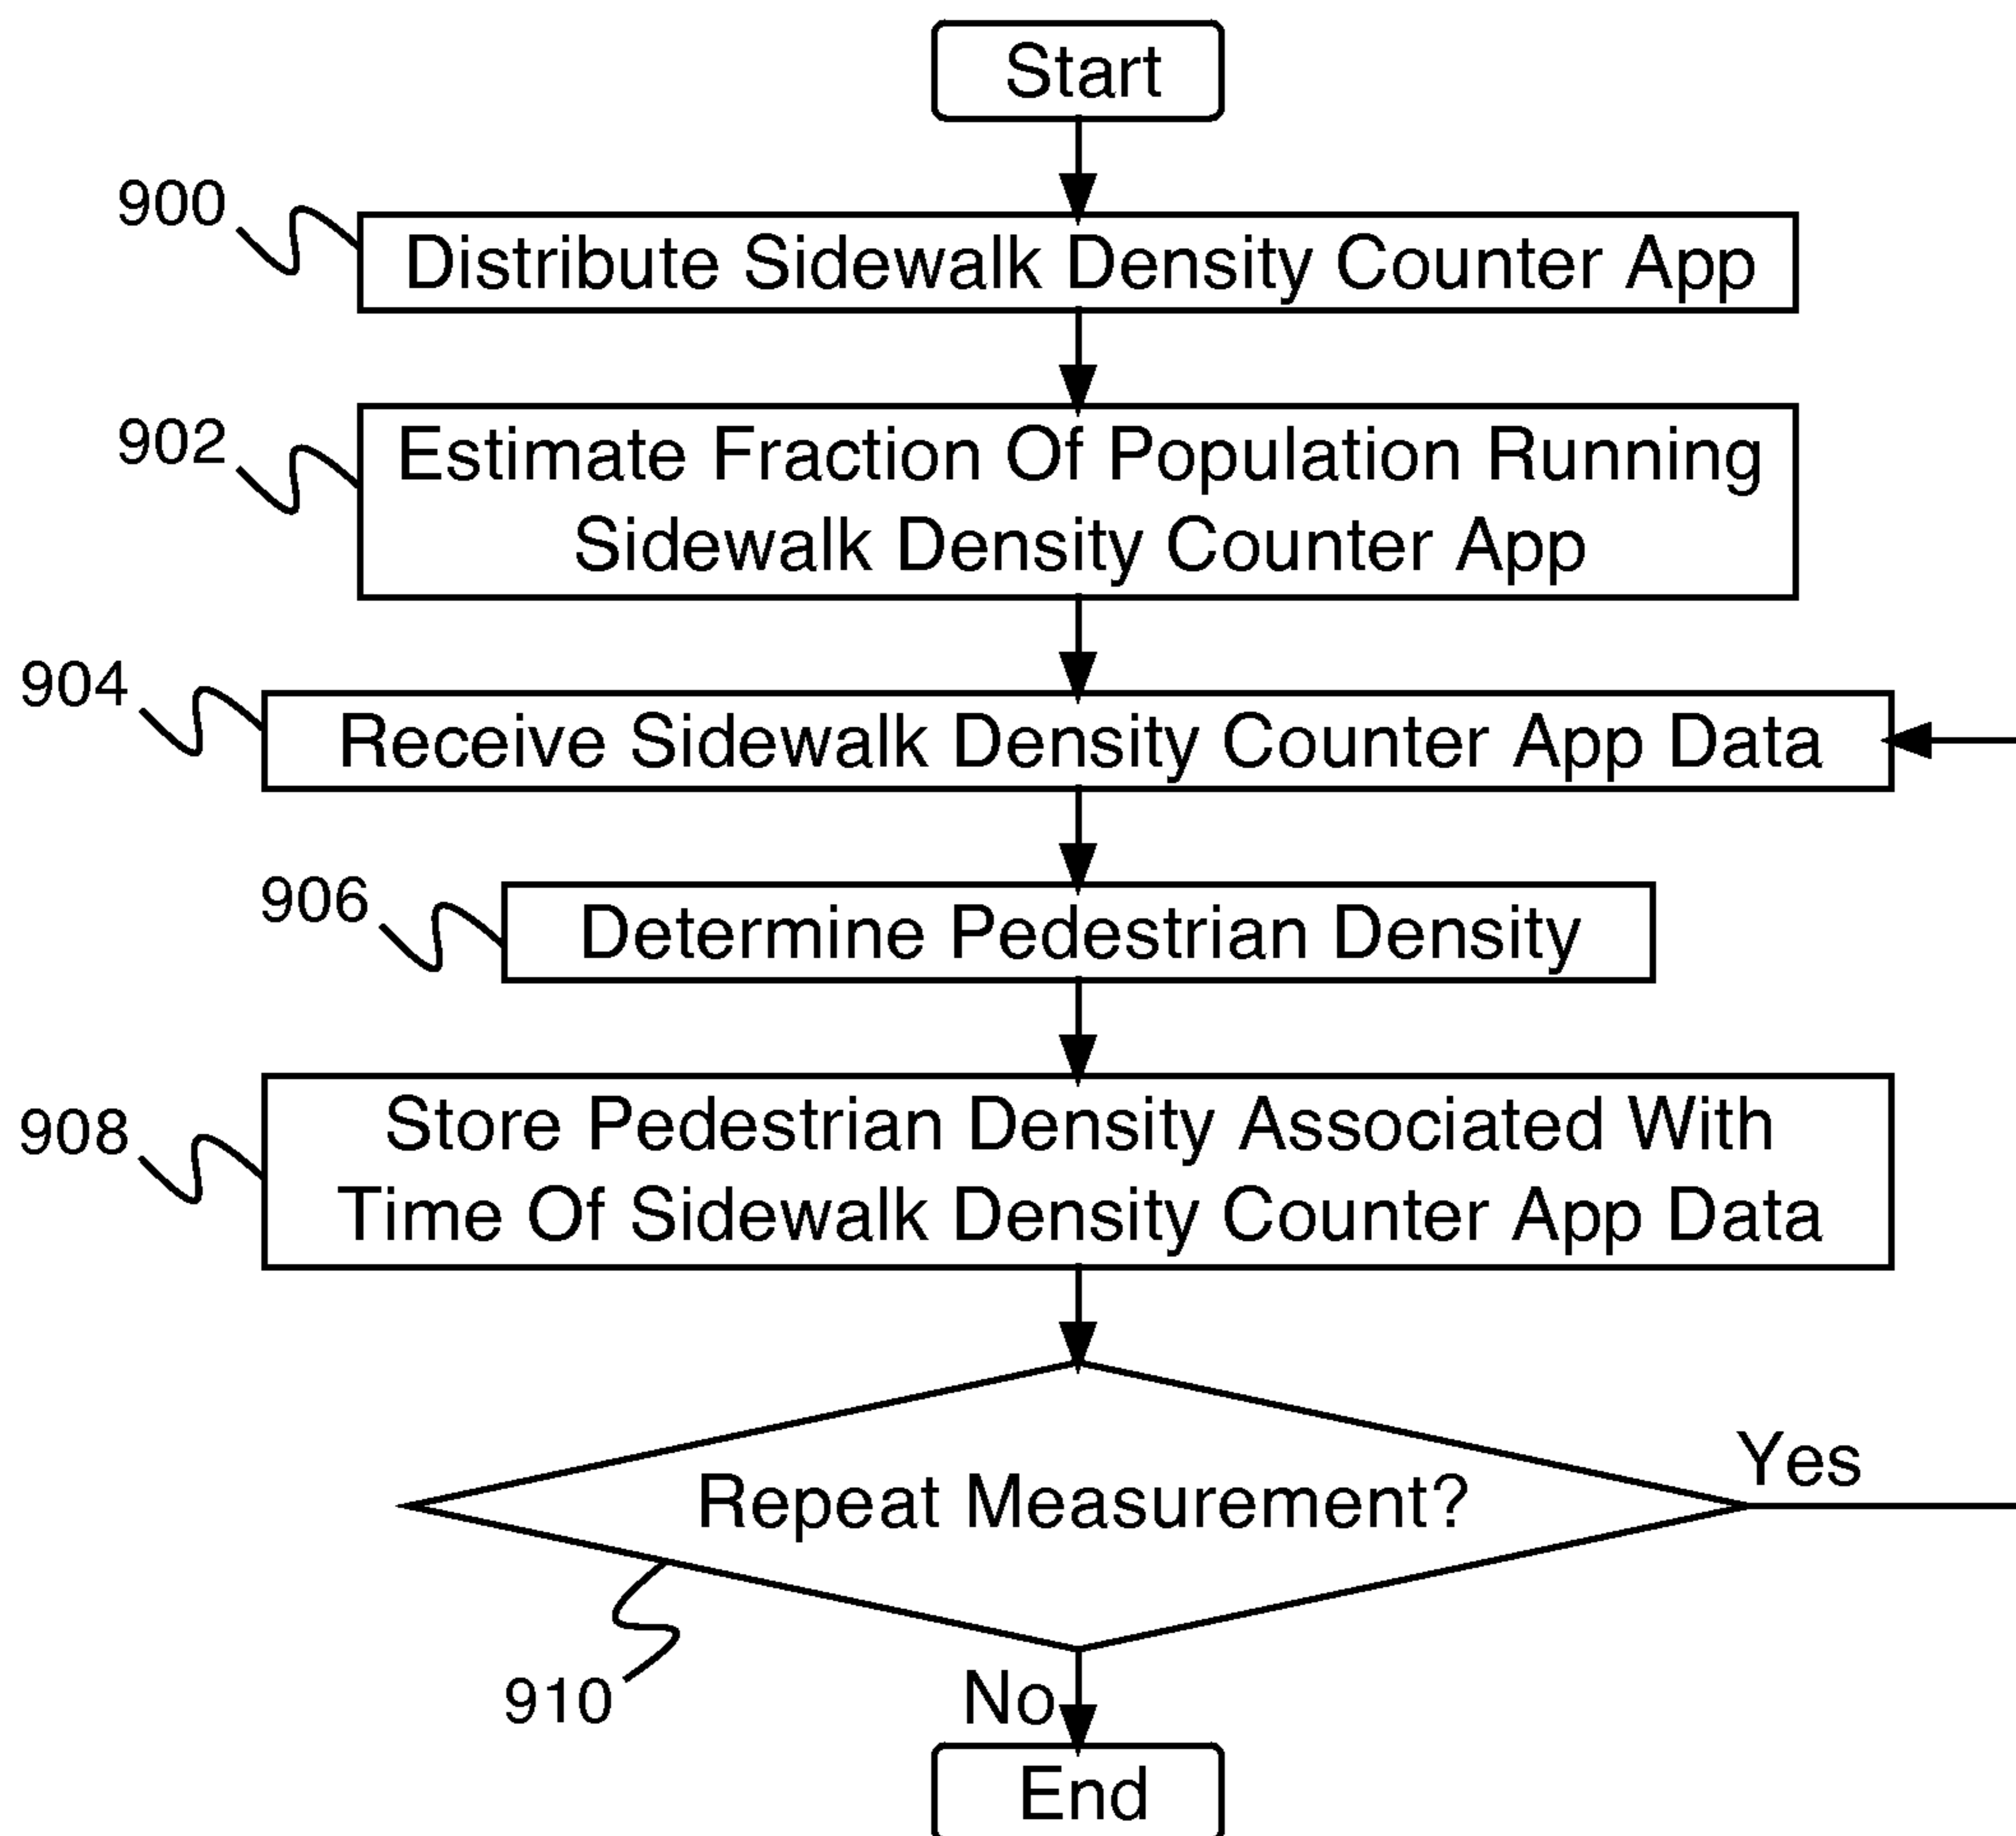 Start
900
Distribute Sidewalk Density Counter App
902
Estimate Fraction Of Population Running
Sidewalk Density Counter App
904
Receive Sidewalk Density Counter App Data
906
Determine Pedestrian Density
908
Store Pedestrian Density Associated With
Time Of Sidewalk Density Counter App Data
Yes
Repeat Measurement?
910
No
End